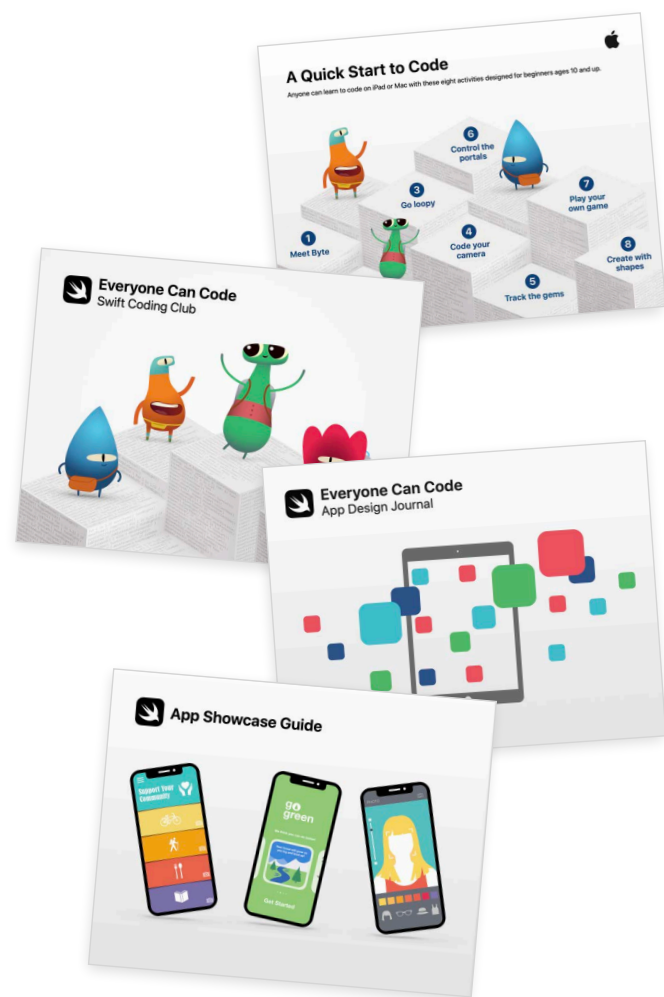 A Quick Start to Code
Anyone can learn to code on iPad or Mac with these eight activities designed for beginners ages 10 and up.
6
Control the
portals
3
Go loopy
7
Play your
own game
1
Meet Byte
4
Code your
camera
8
Create with
shapes
5
Track the gems
Everyone Can Code
Swift Coding Club
Everyone Can Code
App Design Journal
App Showcase Guide
Support Your
Community
go
green
Get Started